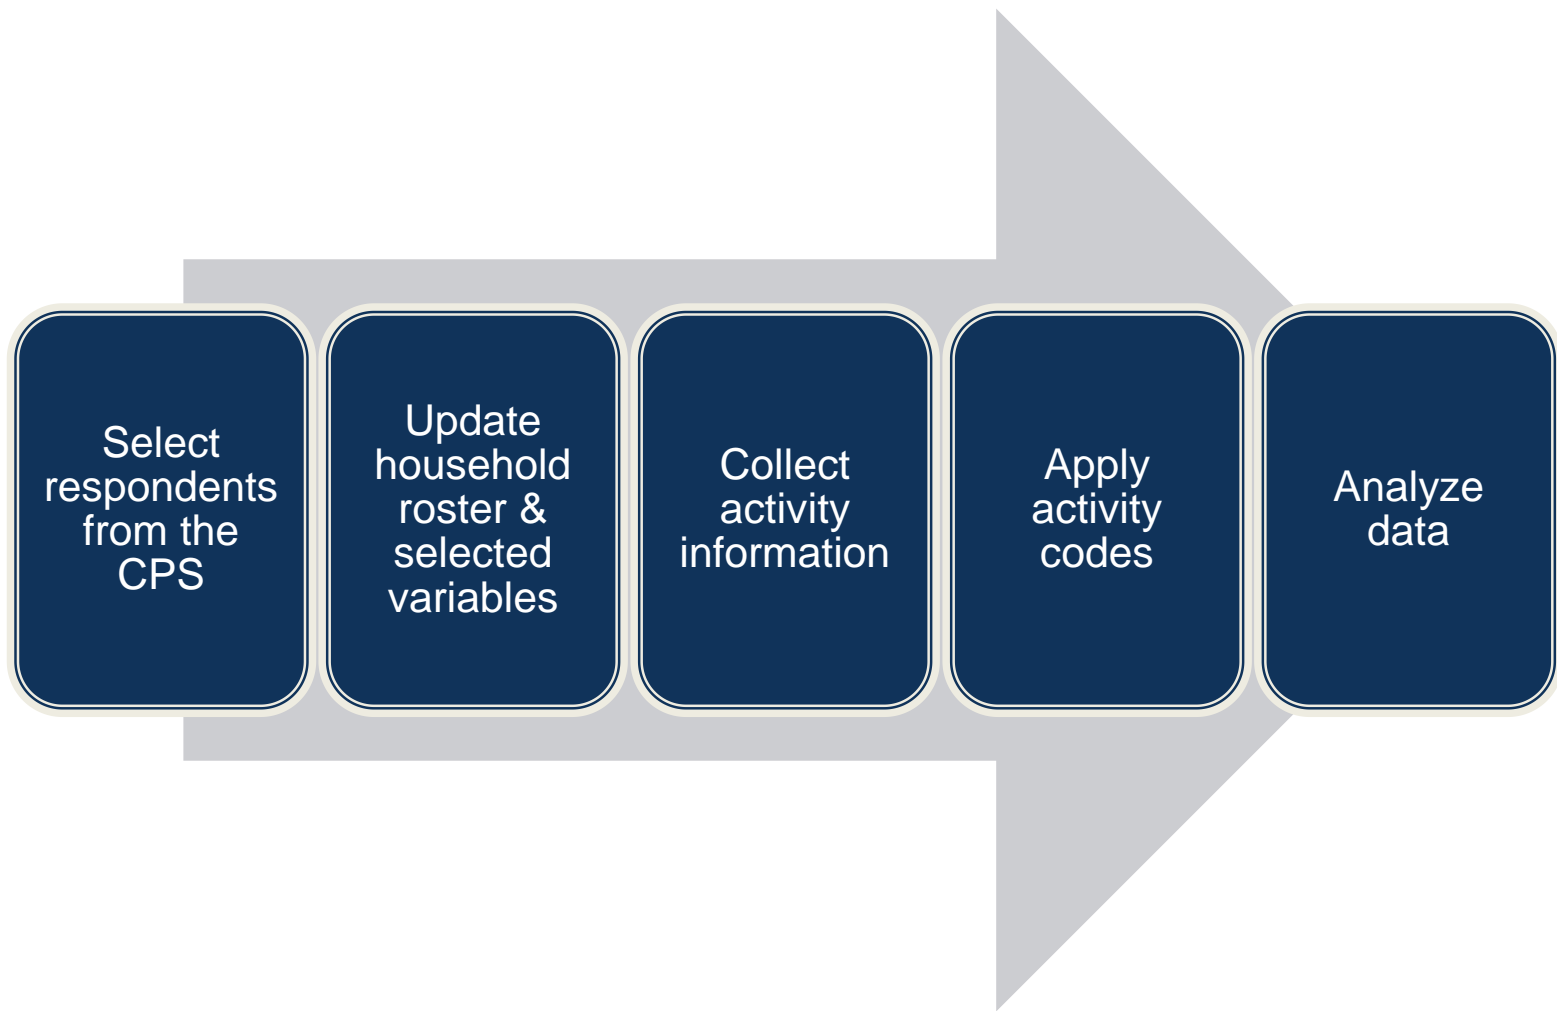 Select
respondents
from the
CPS
Update
household
roster &
selected
variables
Collect
activity
information
Apply
activity
codes
Analyze
data